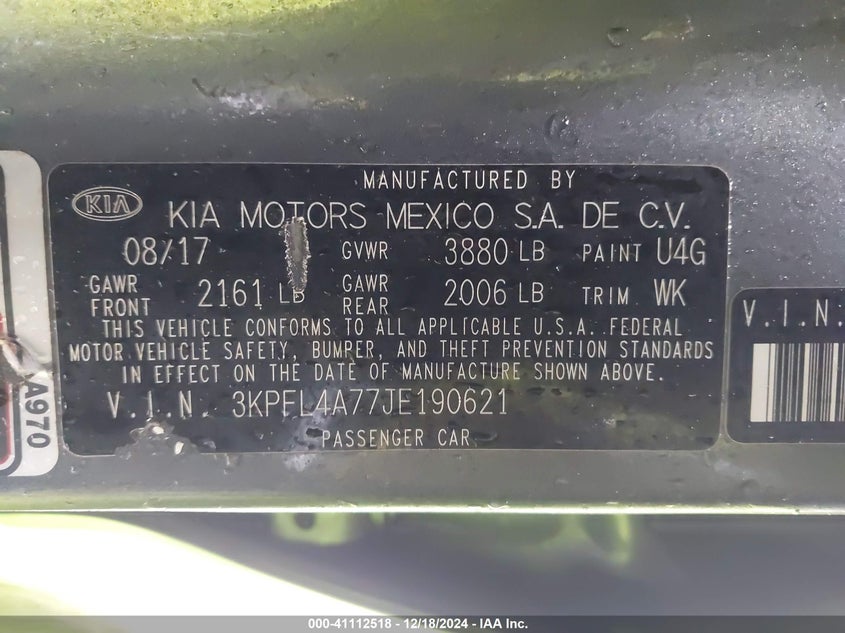 MANUFACTURED BY
KIA KIA MOTORS MEXICO S.A. DE C.V.
08/17 GVWR 3880 LB PAINT U4G
GAWR FRONT 2161 LB GAWR REAR 2006 LB TRIM WK
THIS VEHICLE CONFORMS TO ALL APPLICABLE U.S.A. FEDERAL
MOTOR VEHICLE SAFETY, BUMPER, AND THEFT PREVENTION STANDARDS
IN EFFECT ON THE DATE OF MANUFACTURE SHOWN ABOVE.
V.I.N. 3KPFL4A77JE190621
PASSENGER CAR
A970
V.I.N.
000-41112518 - 12/18/2024 - IAA Inc.